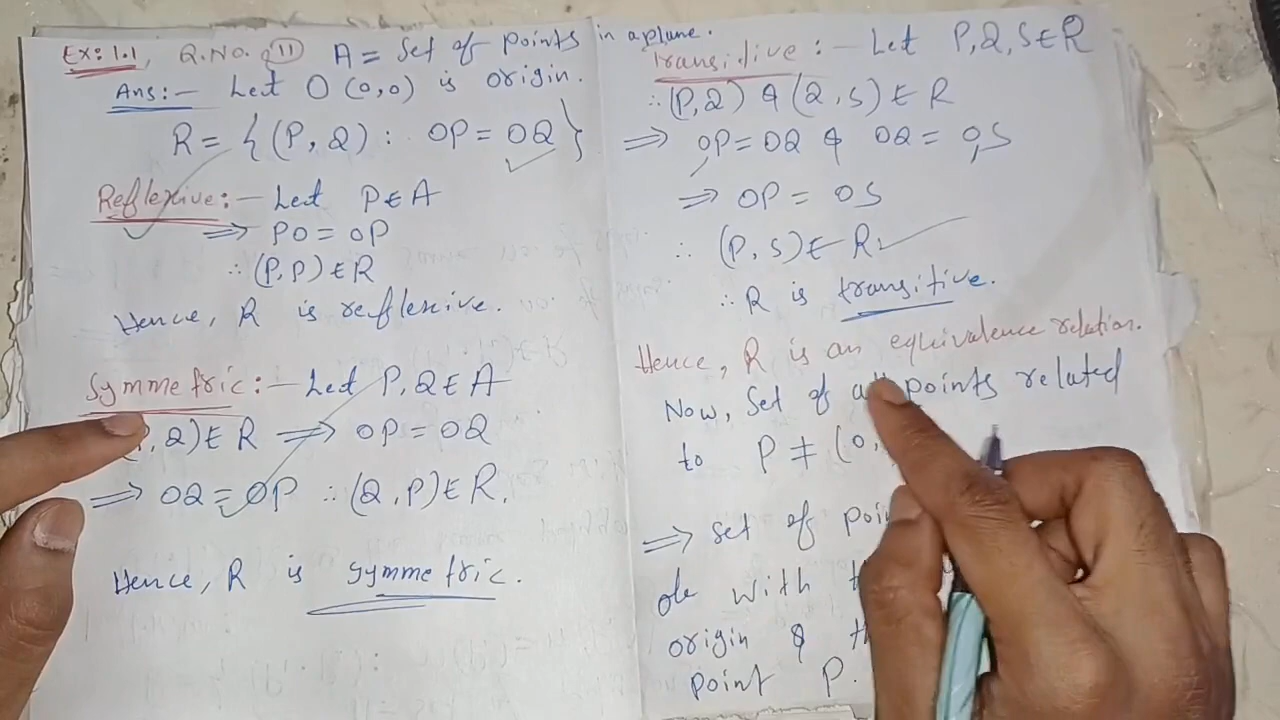 Ex: 1.1, Q.No. 11 A = Set of points in a plane.
Ans:- Let O (0,0) is origin.
R = { (P, Q) : OP = OQ }
Reflexive:- Let P ∈ A
⇒ PO = OP
∴ (P, P) ∈ R
Hence, R is reflexive.
Symmetric:- Let P, Q ∈ A
, Q) ∈ R ⇒ OP = OQ
⇒ OQ = OP ∴ (Q, P) ∈ R.
Hence, R is symmetric.
Transitive:- Let P, Q, S ∈ R
∴ (P, Q) & (Q, S) ∈ R
⇒ OP = OQ & OQ = OS
⇒ OP = OS
∴ (P, S) ∈ R
∴ R is transitive.
Hence, R is an equivalence relation.
Now, set of all points related
to P ≠ (0,
⇒ set of
with
origin &
point P.